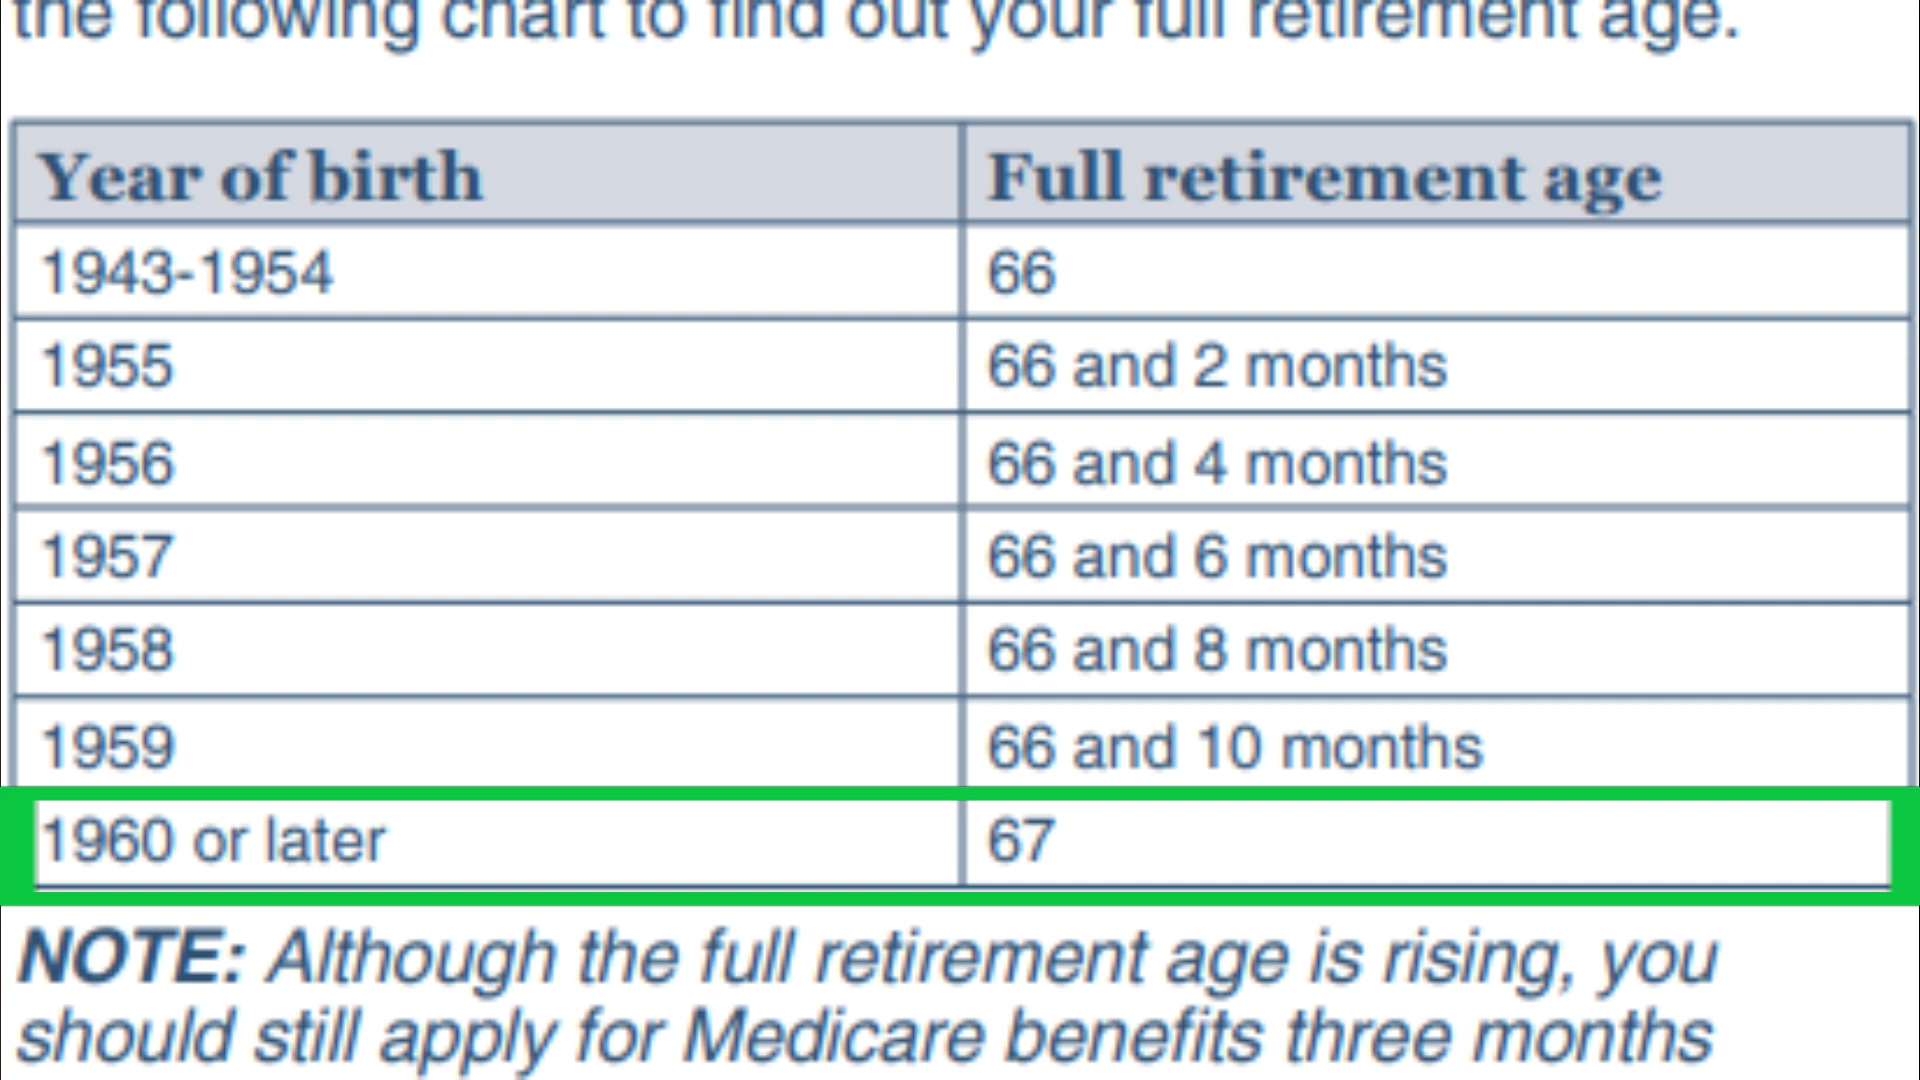 the following chart to find out your full retirement age.
Year of birth Full retirement age
1943-1954 66
1955 66 and 2 months
1956 66 and 4 months
1957 66 and 6 months
1958 66 and 8 months
1959 66 and 10 months
1960 or later 67
NOTE: Although the full retirement age is rising, you
should still apply for Medicare benefits three months